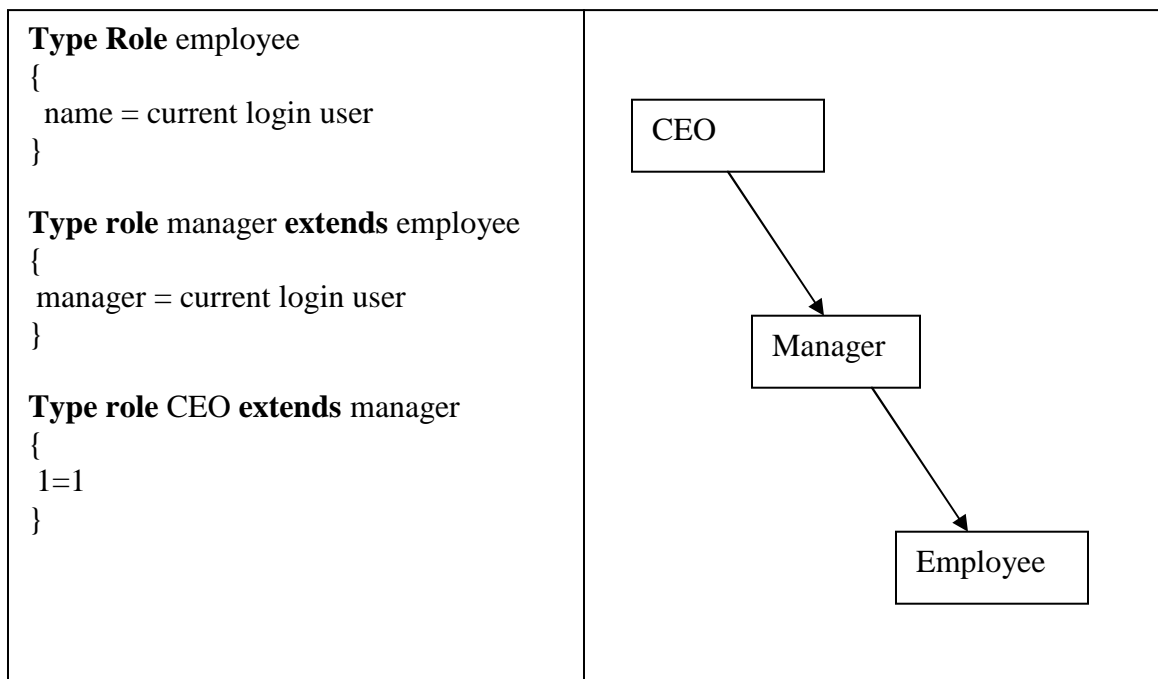 Type Role employee
{
name = current login user
}
Type role manager extends employee
{
manager = current login user
}
Type role CEO extends manager
{
1=1
}
CEO
Manager
Employee